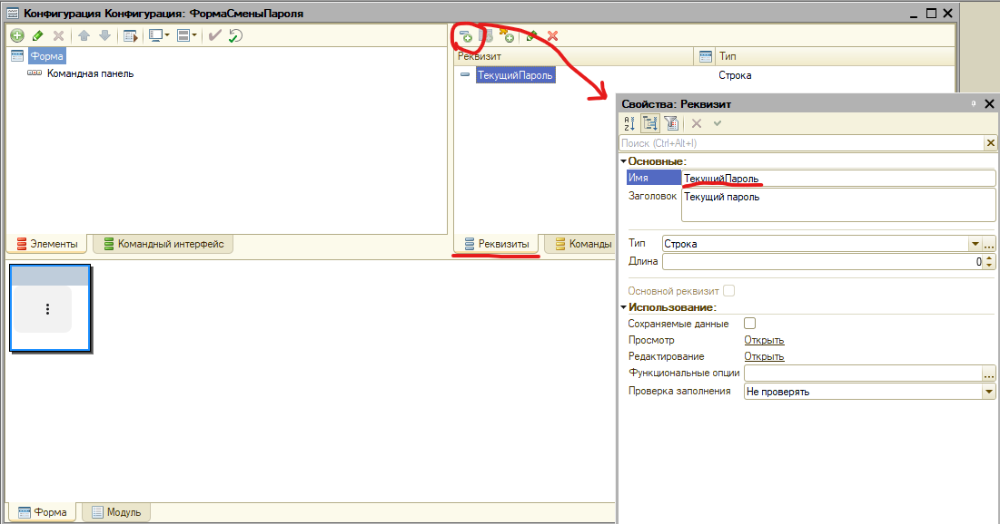 Конфигурация Конфигурация: ФормаСменыПароля
Форма
Командная панель
Реквизит
Тип
ТекущийПароль
Строка
Элементы
Командный интерфейс
Реквизиты
Команды
Свойства: Реквизит
Поиск (Ctrl+Alt+I)
Основные:
Имя
ТекущийПароль
Заголовок
Текущий пароль
Тип
Строка
...
Длина
0
Основной реквизит
Использование:
Сохраняемые данные
Просмотр
Открыть
Редактирование
Открыть
Функциональные опции
...
Проверка заполнения
Не проверять
Форма
Модуль